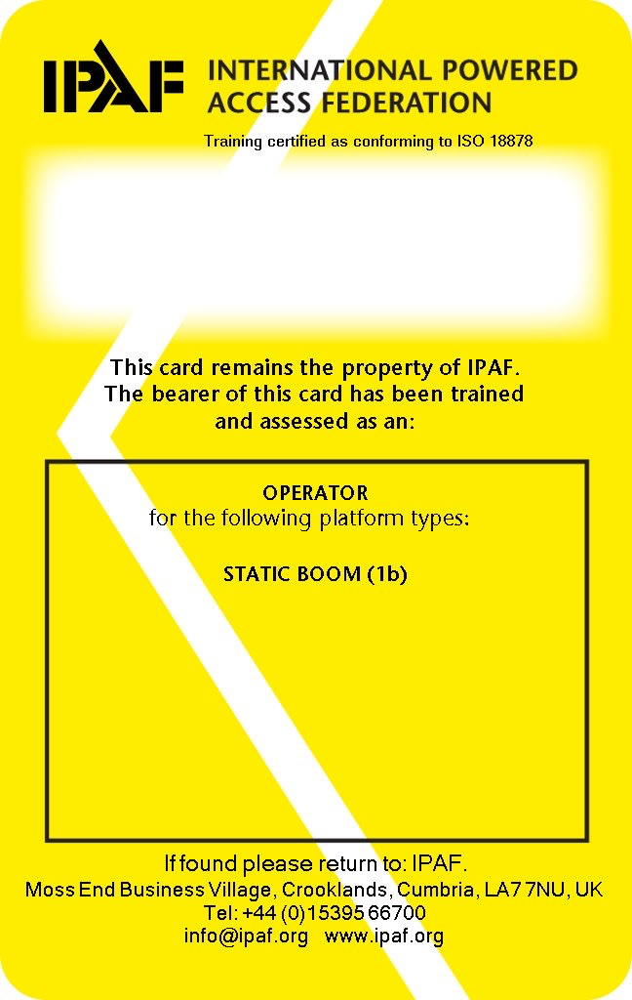 IPAF INTERNATIONAL POWERED
ACCESS FEDERATION
Training certified as conforming to ISO 18878
This card remains the property of IPAF.
The bearer of this card has been trained
and assessed as an:
OPERATOR
for the following platform types:
STATIC BOOM (1b)
If found please return to: IPAF.
Moss End Business Village, Crooklands, Cumbria, LA7 7NU, UK
Tel: +44 (0)15395 66700
info@ipaf.org www.ipaf.org